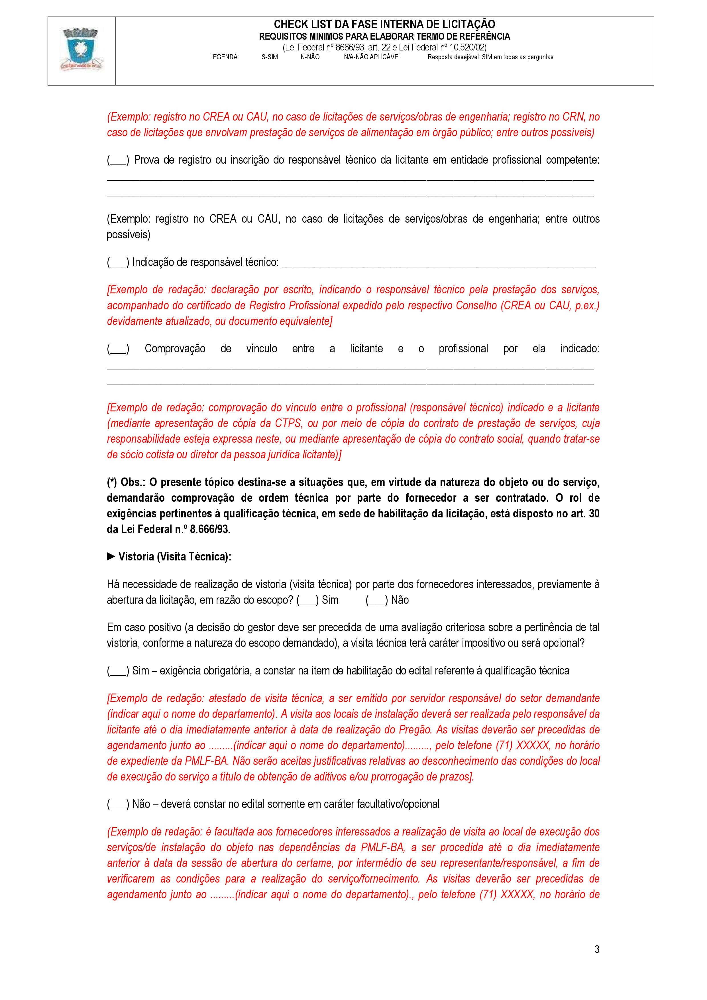 CHECK LIST DA FASE INTERNA DE LICITAÇÃO
REQUISITOS MINIMOS PARA ELABORAR TERMO DE REFERÊNCIA
(Lei Federal nº 8666/93, art. 22 e Lei Federal nº 10.520/02)
LEGENDA: S-SIM N-NÃO N/A-NÃO APLICÁVEL Resposta desejável: SIM em todas as perguntas
(Exemplo: registro no CREA ou CAU, no caso de licitações de serviços/obras de engenharia; registro no CRN, no
caso de licitações que envolvam prestação de serviços de alimentação em órgão público; entre outros possíveis)
(___) Prova de registro ou inscrição do responsável técnico da licitante em entidade profissional competente:
__________________________________________________________________________________________
__________________________________________________________________________________________
(Exemplo: registro no CREA ou CAU, no caso de licitações de serviços/obras de engenharia; entre outros
possíveis)
(___) Indicação de responsável técnico: __________________________________________________________
[Exemplo de redação: declaração por escrito, indicando o responsável técnico pela prestação dos serviços,
acompanhado do certificado de Registro Profissional expedido pelo respectivo Conselho (CREA ou CAU, p.ex.)
devidamente atualizado, ou documento equivalente]
(___) Comprovação de vínculo entre a licitante e o profissional por ela indicado:
__________________________________________________________________________________________
__________________________________________________________________________________________
[Exemplo de redação: comprovação do vínculo entre o profissional (responsável técnico) indicado e a licitante
(mediante apresentação de cópia da CTPS, ou por meio de cópia do contrato de prestação de serviços, cuja
responsabilidade esteja expressa neste, ou mediante apresentação de cópia do contrato social, quando tratar-se
de sócio cotista ou diretor da pessoa jurídica licitante)]
(*) Obs.: O presente tópico destina-se a situações que, em virtude da natureza do objeto ou do serviço,
demandarão comprovação de ordem técnica por parte do fornecedor a ser contratado. O rol de
exigências pertinentes à qualificação técnica, em sede de habilitação da licitação, está disposto no art. 30
da Lei Federal n.º 8.666/93.
► Vistoria (Visita Técnica):
Há necessidade de realização de vistoria (visita técnica) por parte dos fornecedores interessados, previamente à
abertura da licitação, em razão do escopo? (___) Sim (___) Não
Em caso positivo (a decisão do gestor deve ser precedida de uma avaliação criteriosa sobre a pertinência de tal
vistoria, conforme a natureza do escopo demandado), a visita técnica terá caráter impositivo ou será opcional?
(___) Sim – exigência obrigatória, a constar na item de habilitação do edital referente à qualificação técnica
[Exemplo de redação: atestado de visita técnica, a ser emitido por servidor responsável do setor demandante
(indicar aqui o nome do departamento). A visita aos locais de instalação deverá ser realizada pelo responsável da
licitante até o dia imediatamente anterior à data de realização do Pregão. As visitas deverão ser precedidas de
agendamento junto ao .........(indicar aqui o nome do departamento)........., pelo telefone (71) XXXXX, no horário
de expediente da PMLF-BA. Não serão aceitas justificativas relativas ao desconhecimento das condições do local
de execução do serviço a título de obtenção de aditivos e/ou prorrogação de prazos].
(___) Não – deverá constar no edital somente em caráter facultativo/opcional
(Exemplo de redação: é facultada aos fornecedores interessados a realização de visita ao local de execução dos
serviços/de instalação do objeto nas dependências da PMLF-BA, a ser procedida até o dia imediatamente
anterior à data da sessão de abertura do certame, por intermédio de seu representante/responsável, a fim de
verificarem as condições para a realização do serviço/fornecimento. As visitas deverão ser precedidas de
agendamento junto ao .........(indicar aqui o nome do departamento)., pelo telefone (71) XXXXX, no horário de
3